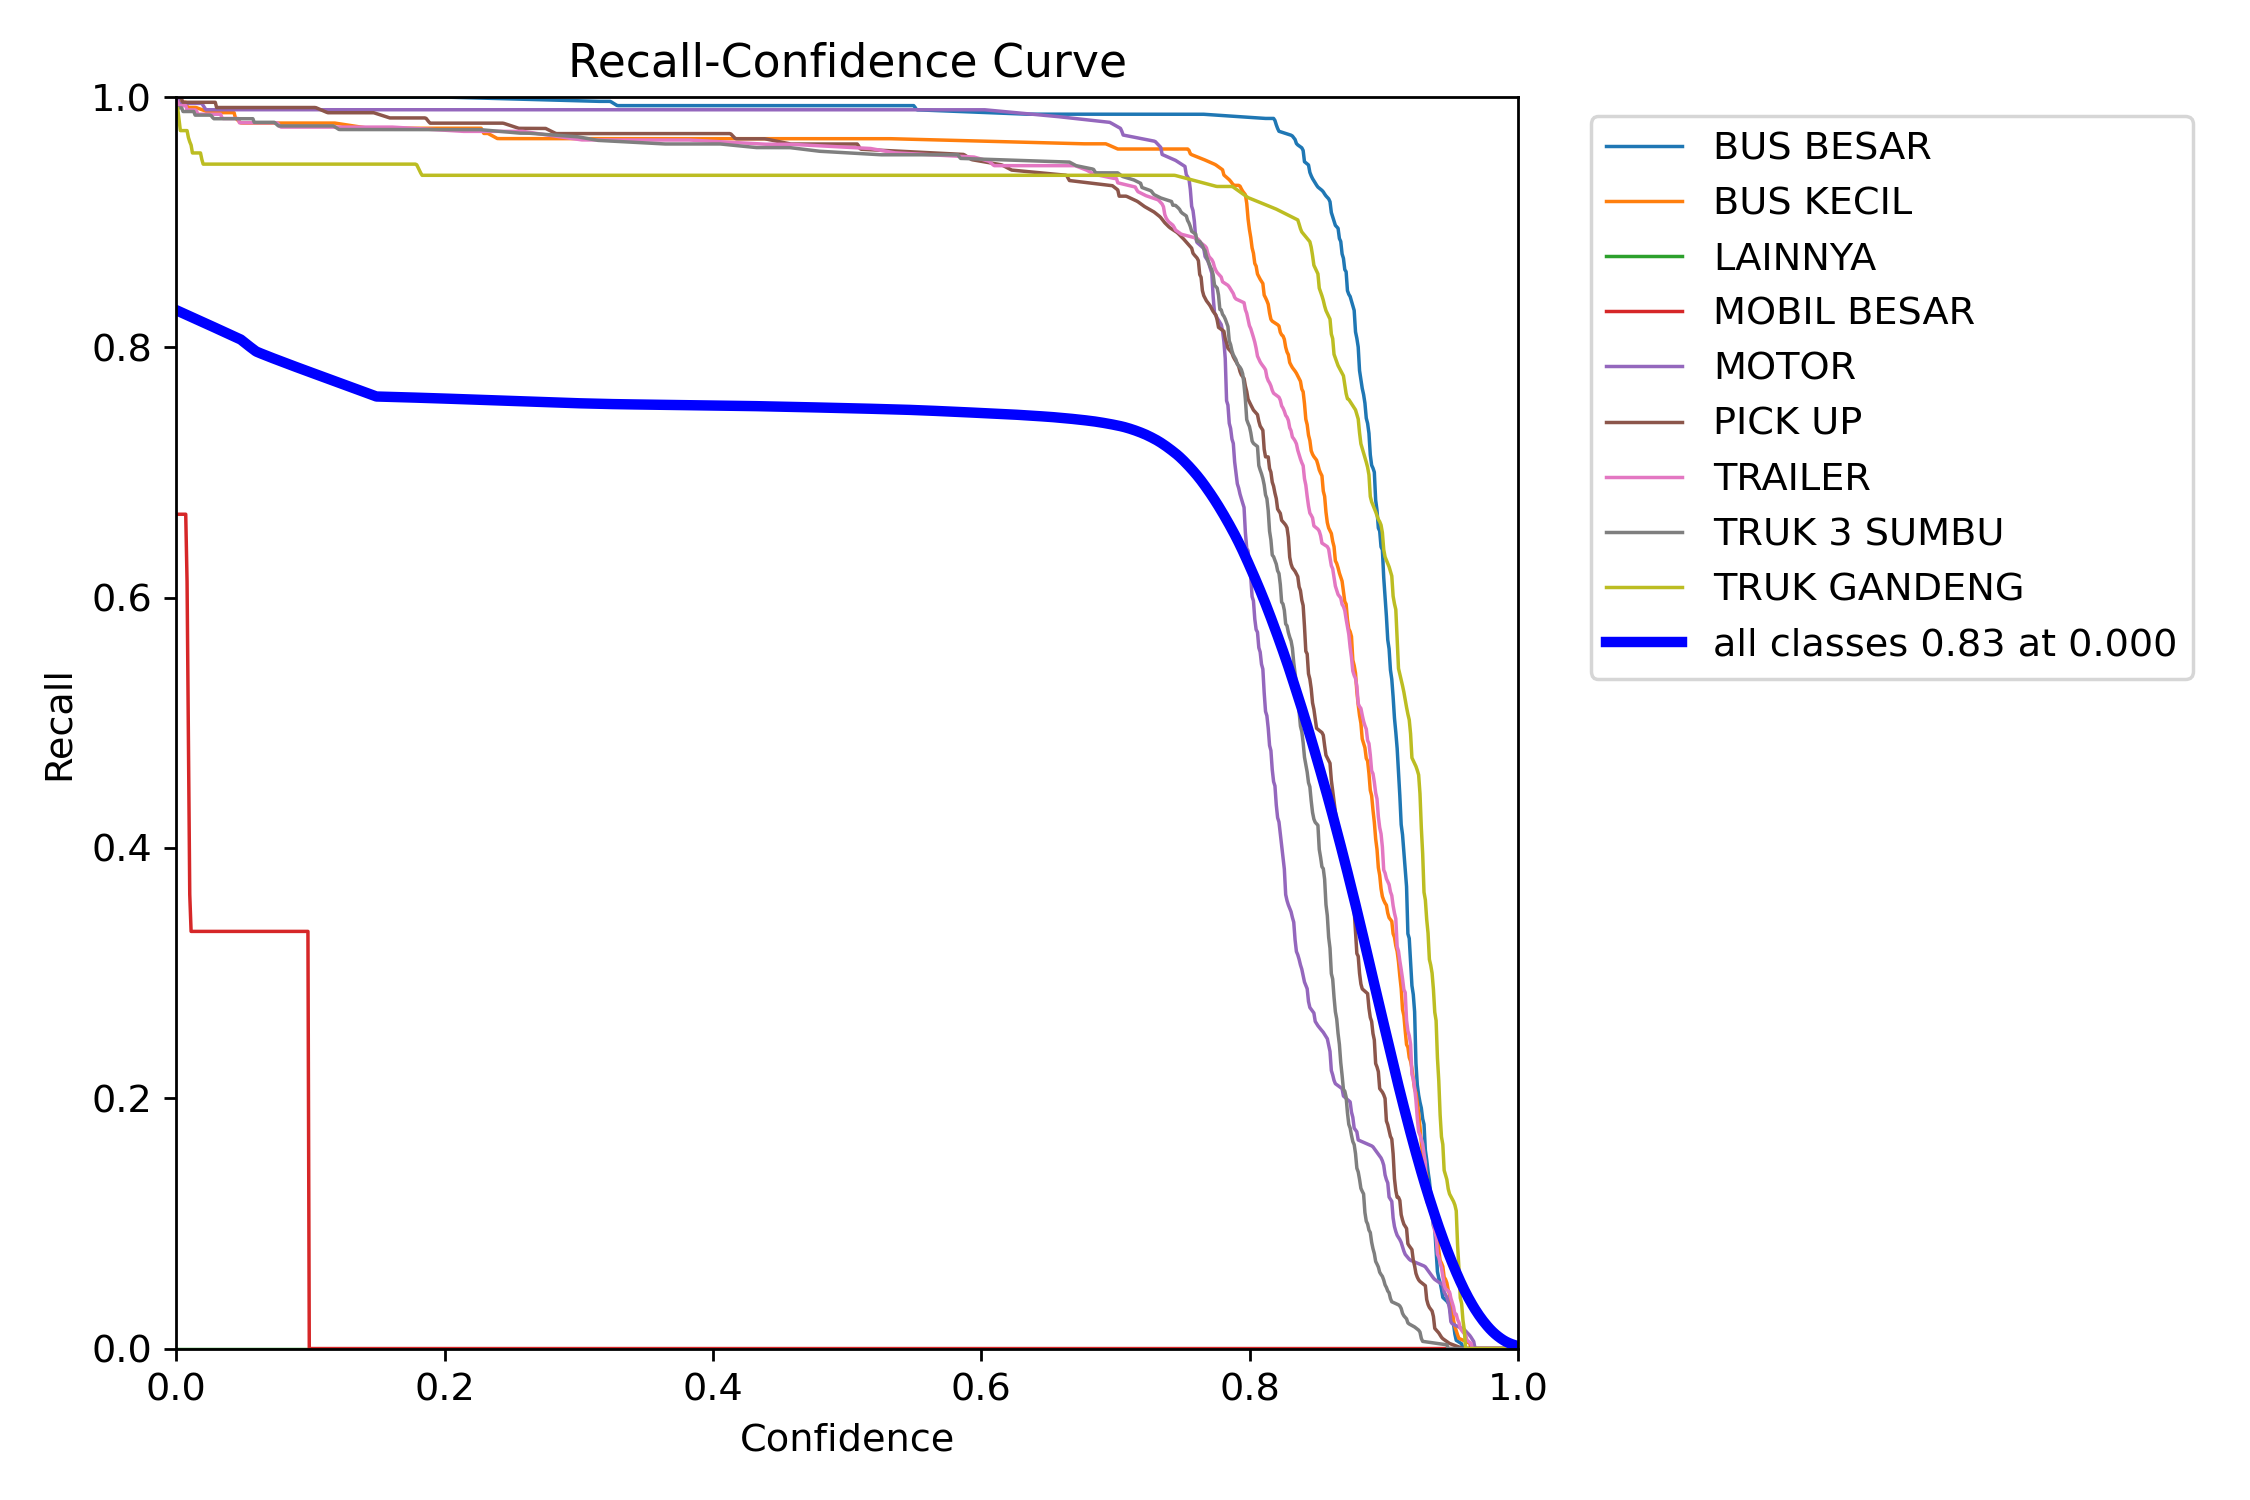 Recall-Confidence Curve
1.0
0.8
0.6
0.4
0.2
0.0
Recall
0.0 0.2 0.4 0.6 0.8 1.0
Confidence
BUS BESAR
BUS KECIL
LAINNYA
MOBIL BESAR
MOTOR
PICK UP
TRAILER
TRUK 3 SUMBU
TRUK GANDENG
all classes 0.83 at 0.000